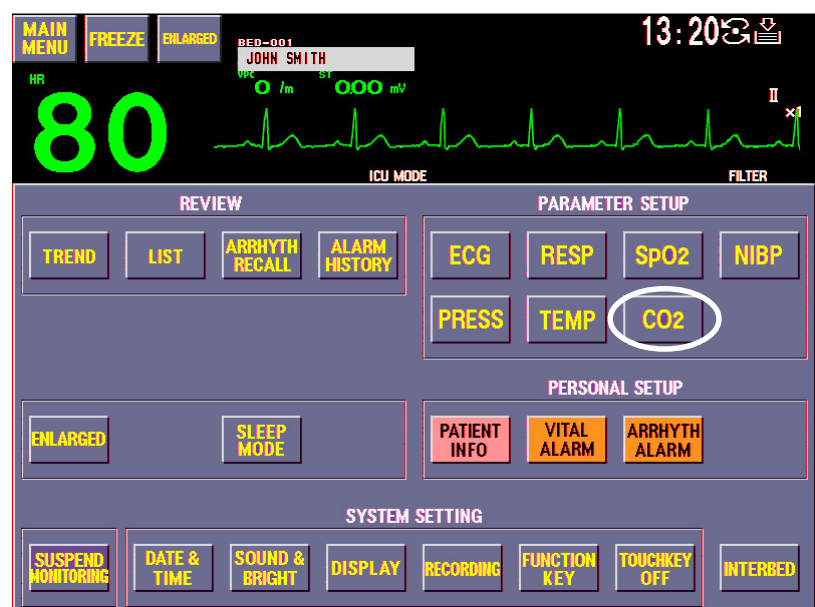 MAIN
MENU
FREEZE
ENLARGED
BED-001
JOHN SMITH
13:20
HR
80
VPC
0 /m
ST
0.00 mV
II
×1
ICU MODE
FILTER
REVIEW
TREND
LIST
ARRHYTH
RECALL
ALARM
HISTORY
PARAMETER SETUP
ECG
RESP
SpO2
NIBP
PRESS
TEMP
CO2
ENLARGED
SLEEP
MODE
PERSONAL SETUP
PATIENT
INFO
VITAL
ALARM
ARRHYTH
ALARM
SYSTEM SETTING
SUSPEND
MONITORING
DATE &
TIME
SOUND &
BRIGHT
DISPLAY
RECORDING
FUNCTION
KEY
TOUCHKEY
OFF
INTERBED